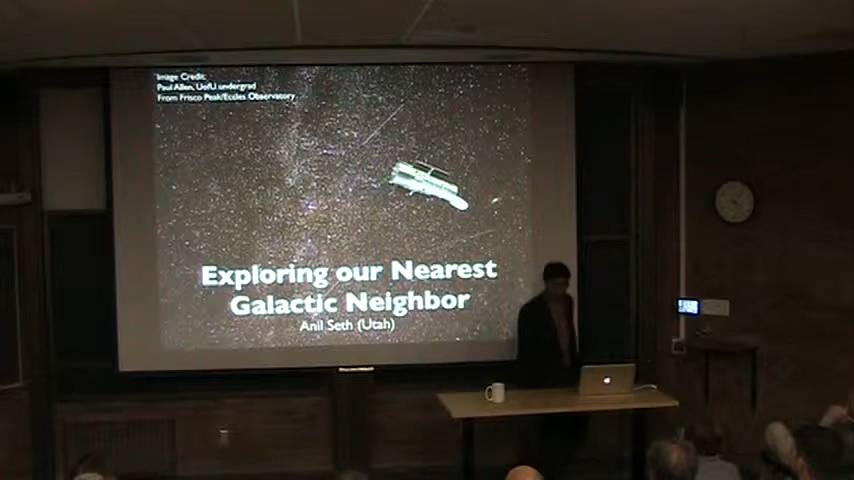 Image Credit:
Paul Allen, UofU undergrad
From Frisco Peak/Eccles Observatory
Exploring our Nearest
Galactic Neighbor
Anil Seth (Utah)